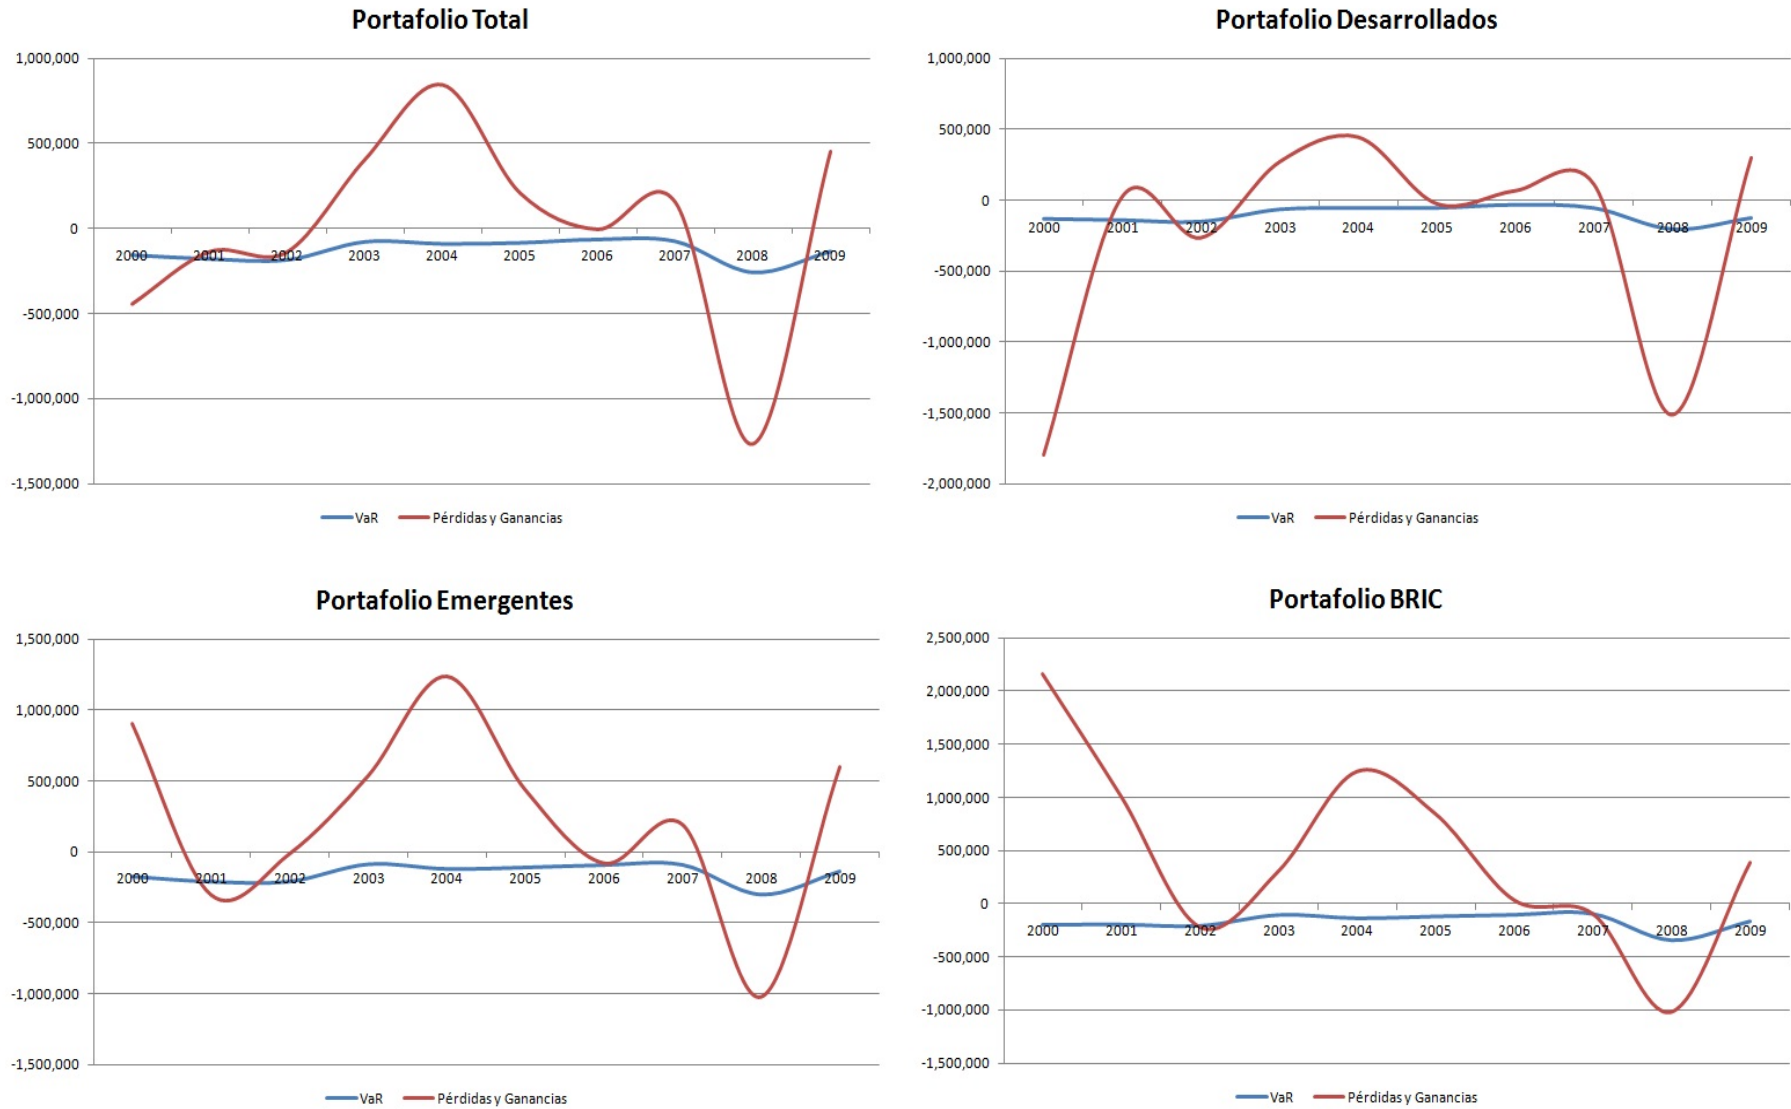 Portafolio Total
1,000,000
500,000
0
-500,000
-1,000,000
-1,500,000
2000 2001 2002 2003 2004 2005 2006 2007 2008 2009
VaR Pérdidas y Ganancias
Portafolio Desarrollados
1,000,000
500,000
0
-500,000
-1,000,000
-1,500,000
-2,000,000
2000 2001 2002 2003 2004 2005 2006 2007 2008 2009
VaR Pérdidas y Ganancias
Portafolio Emergentes
1,500,000
1,000,000
500,000
0
-500,000
-1,000,000
-1,500,000
2000 2001 2002 2003 2004 2005 2006 2007 2008 2009
VaR Pérdidas y Ganancias
Portafolio BRIC
2,500,000
2,000,000
1,500,000
1,000,000
500,000
0
-500,000
-1,000,000
-1,500,000
2000 2001 2002 2003 2004 2005 2006 2007 2008 2009
VaR Pérdidas y Ganancias